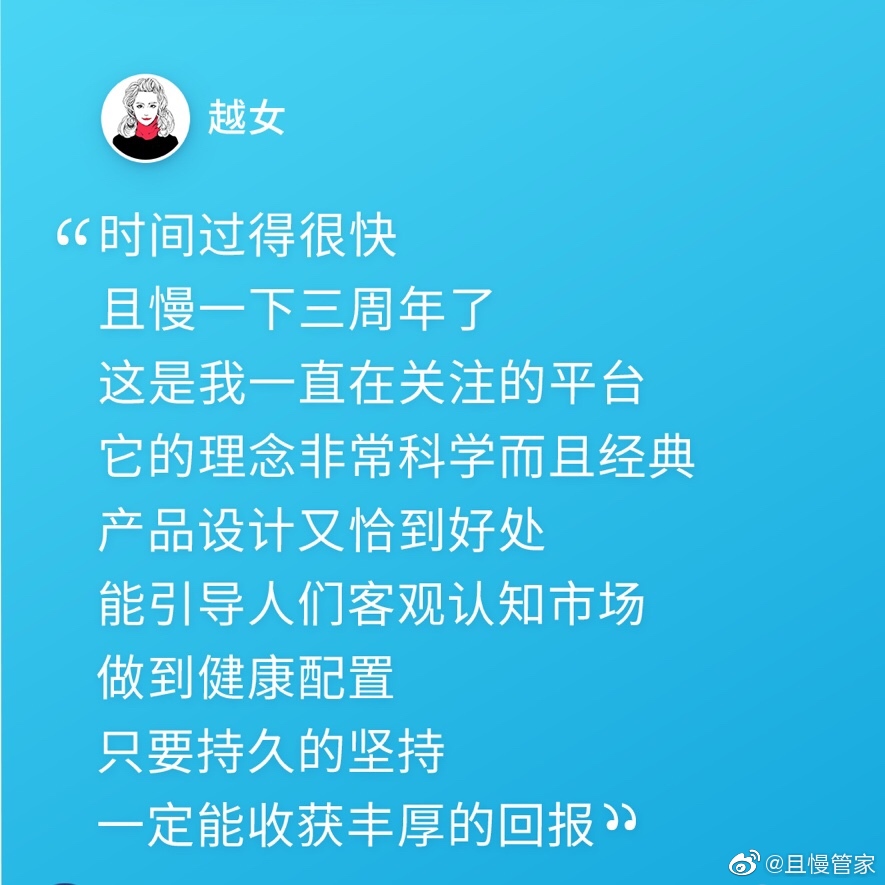 越女
“时间过得很快
且慢一下三周年了
这是我一直在关注的平台
它的理念非常科学而且经典
产品设计又恰到好处
能引导人们客观认知市场
做到健康配置
只要持久的坚持
一定能收获丰厚的回报”
@且慢管家